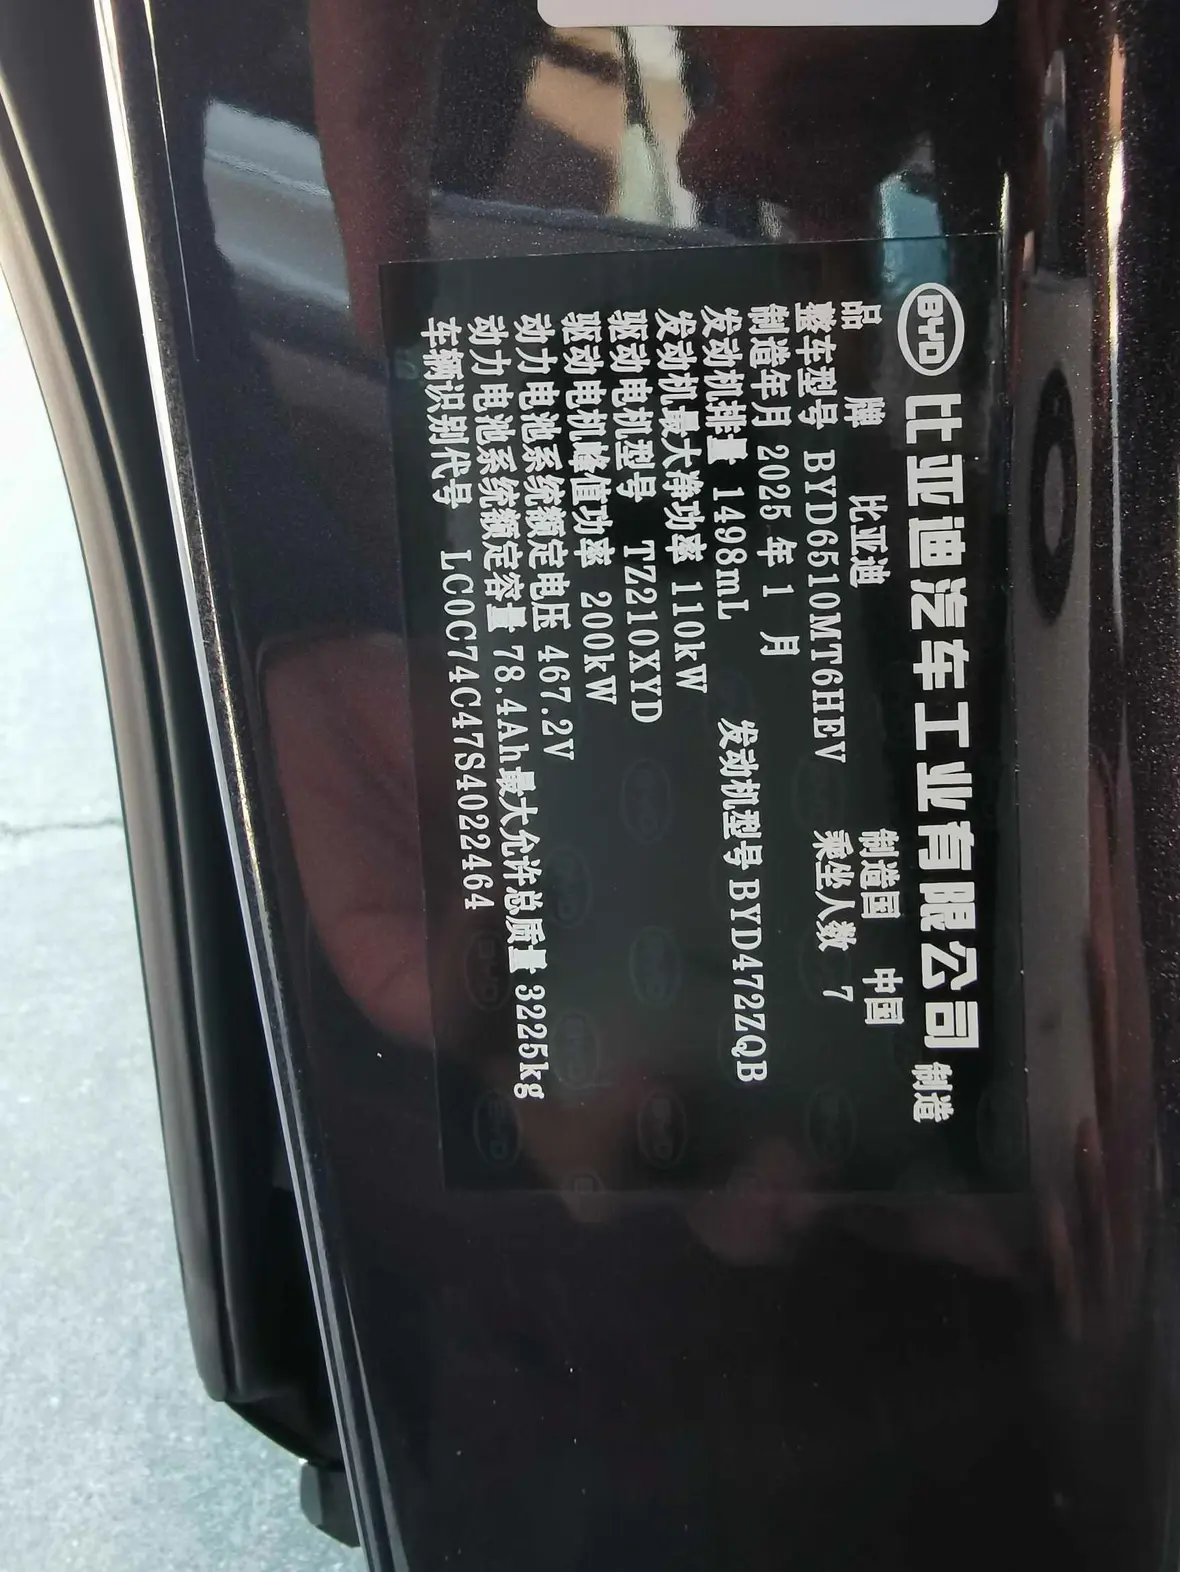 BYD 比亚迪汽车工业有限公司 制造
品牌 比亚迪 制造国 中国
整车型号 BYD6510MT6HEV 乘坐人数 7
制造年月 2025 年 1 月
发动机排量 1498mL 发动机型号 BYD472ZQB
发动机最大净功率 110kW
驱动电机型号 TZ210XYD
驱动电机峰值功率 200kW
动力电池系统额定电压 467.2V
动力电池系统额定容量 78.4Ah 最大允许总质量 3225kg
车辆识别代号 LC0C74C47S4022464